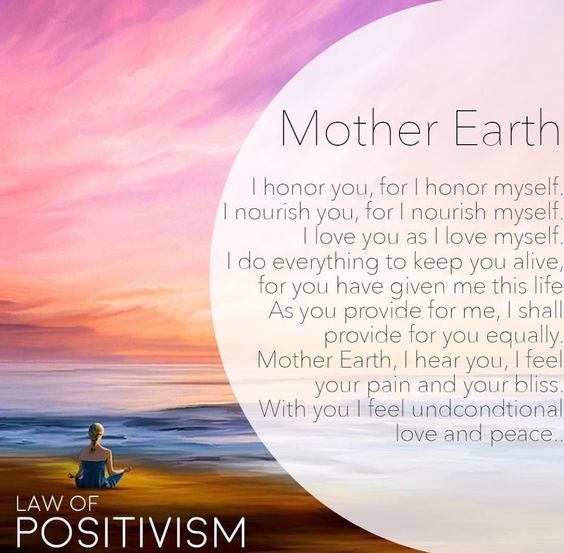 Mother Earth
I honor you, for I honor myself.
I nourish you, for I nourish myself.
I love you as I love myself.
I do everything to keep you alive,
for you have given me this life
As you provide for me, I shall
provide for you equally.
Mother Earth, I hear you, I feel
your pain and your bliss.
With you I feel undcondtional
love and peace..
LAW OF
POSITIVISM